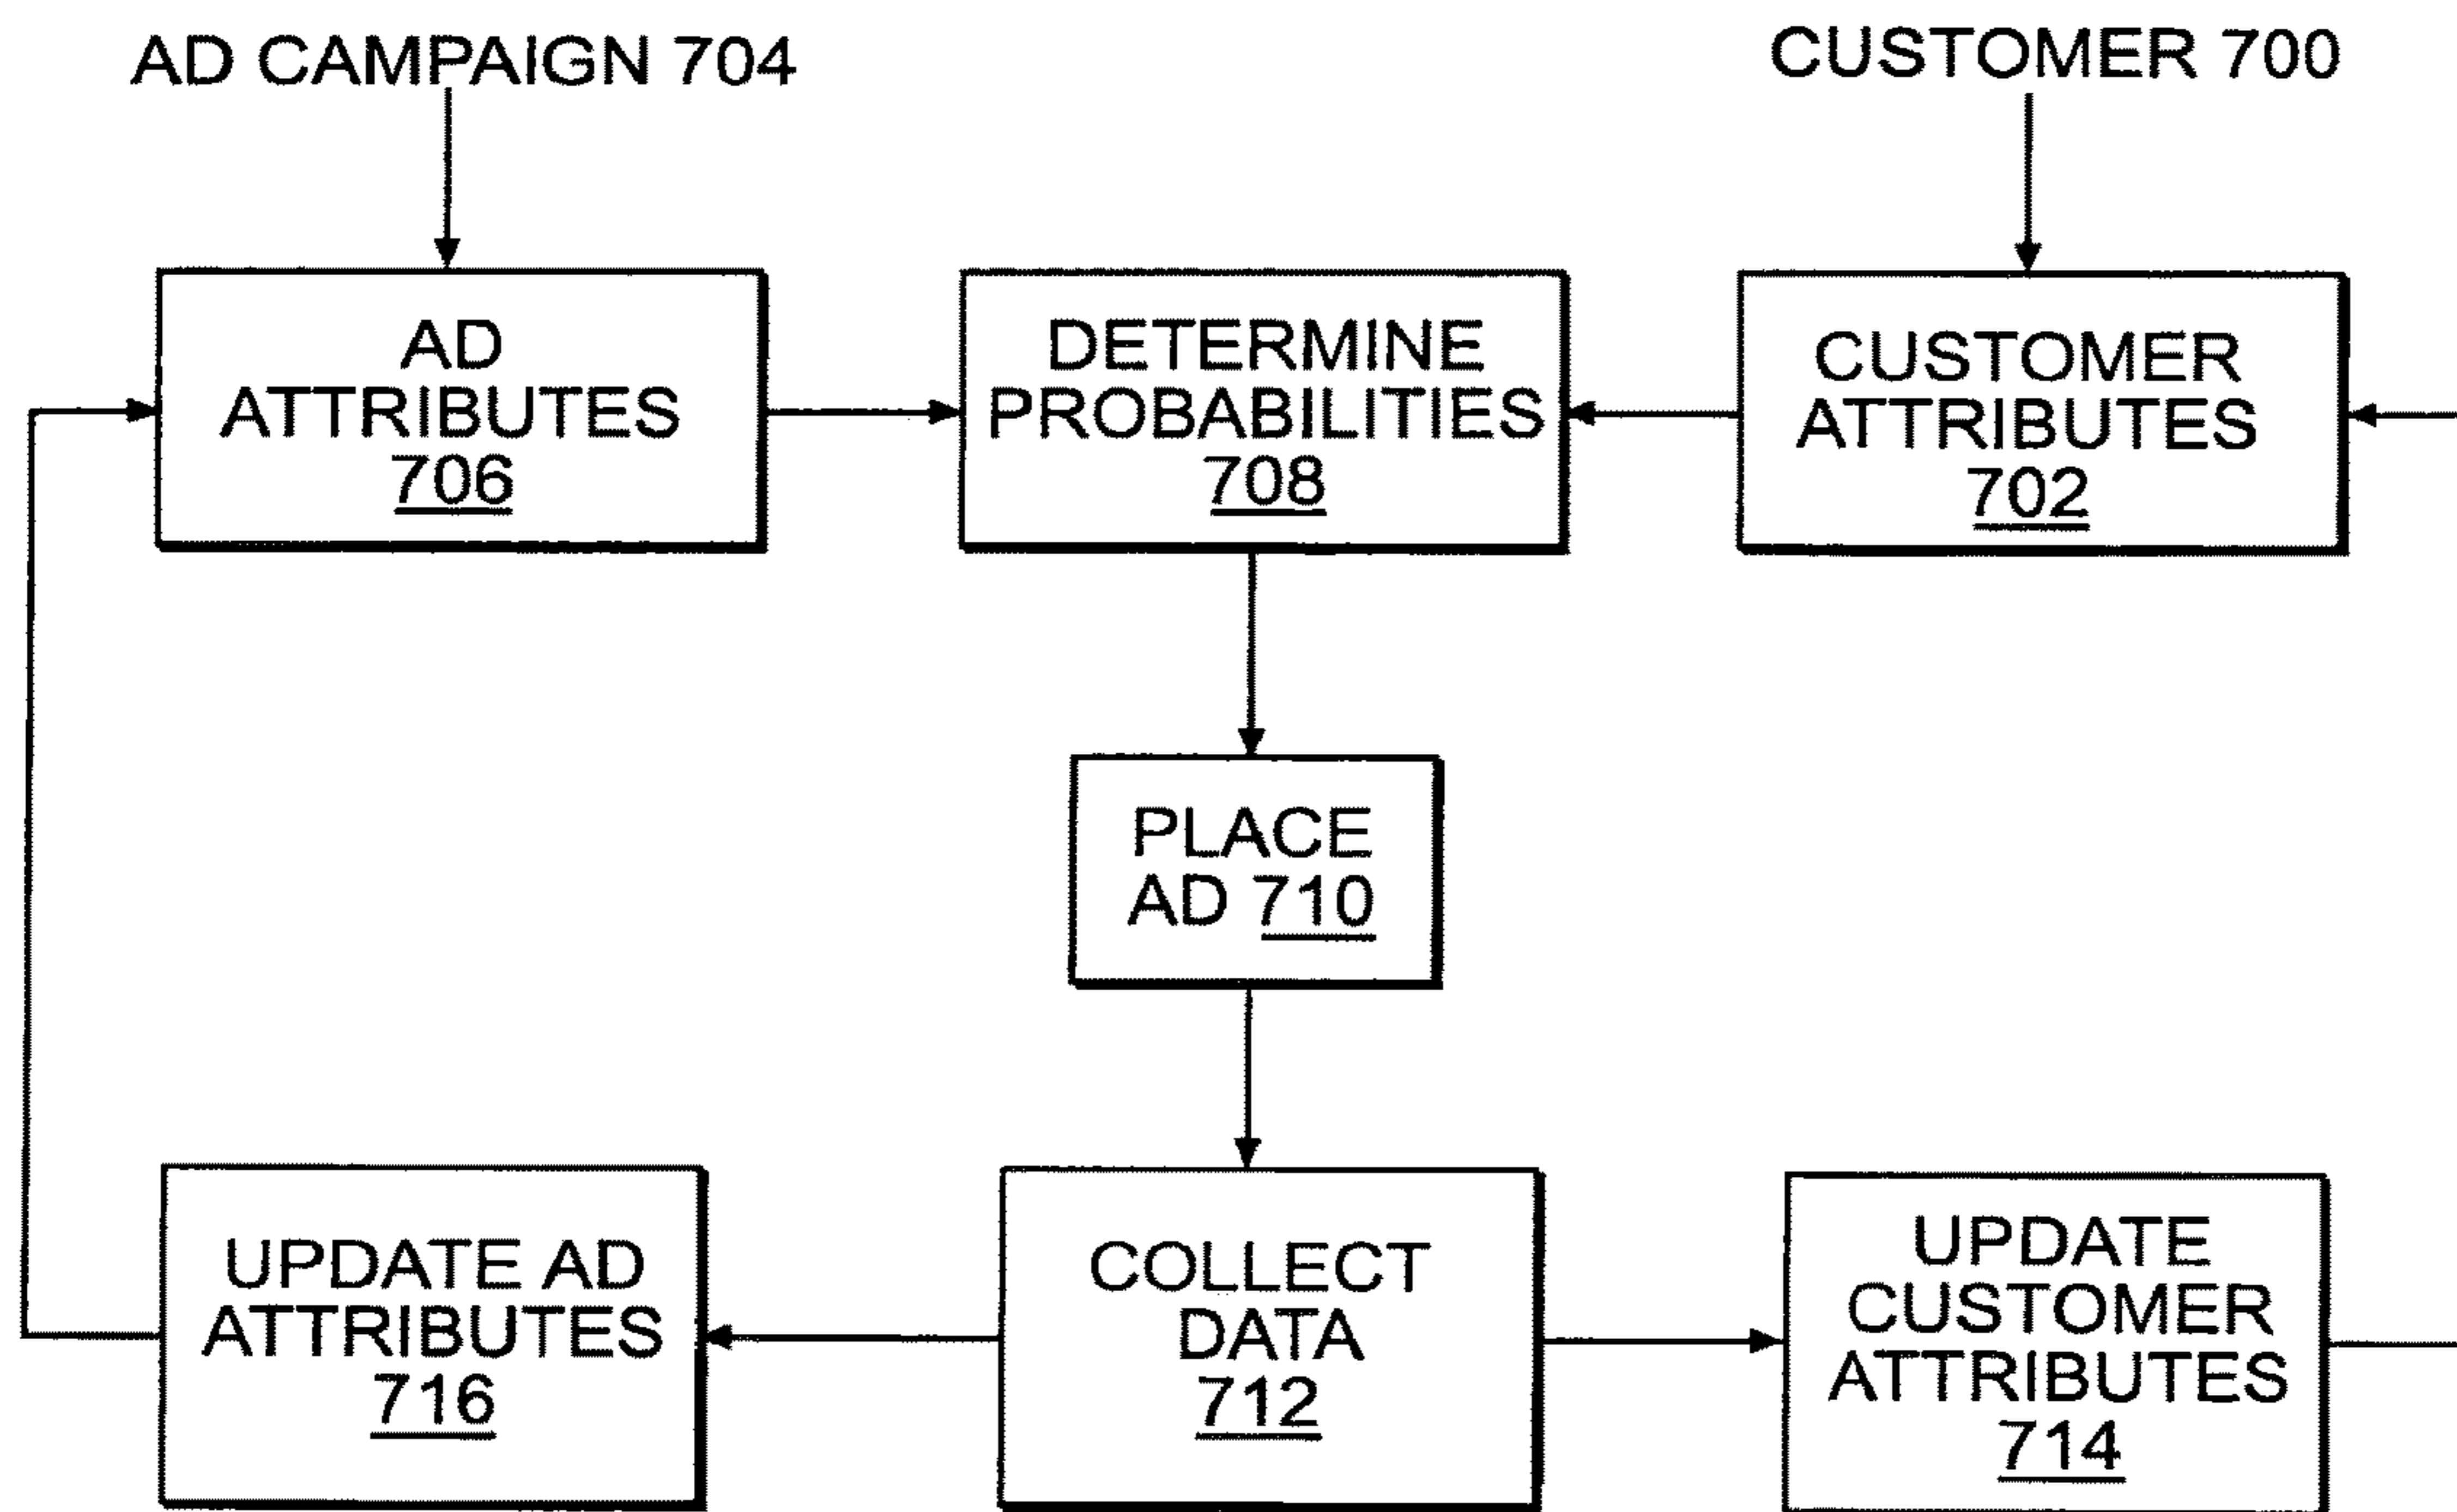 AD CAMPAIGN 704
CUSTOMER 700
AD
ATTRIBUTES
706
DETERMINE
PROBABILITIES
708
CUSTOMER
ATTRIBUTES
702
PLACE
AD 710
UPDATE AD
ATTRIBUTES
716
COLLECT
DATA
712
UPDATE
CUSTOMER
ATTRIBUTES
714